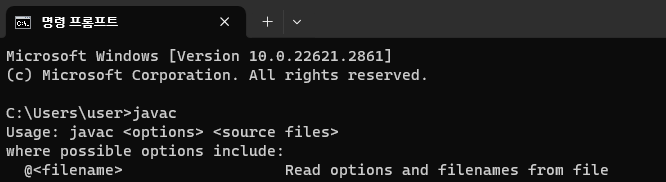 명령 프롬프트
Microsoft Windows [Version 10.0.22621.2861]
(c) Microsoft Corporation. All rights reserved.
C:\Users\user>javac
Usage: javac <options> <source files>
where possible options include:
  @<filename>                  Read options and filenames from file